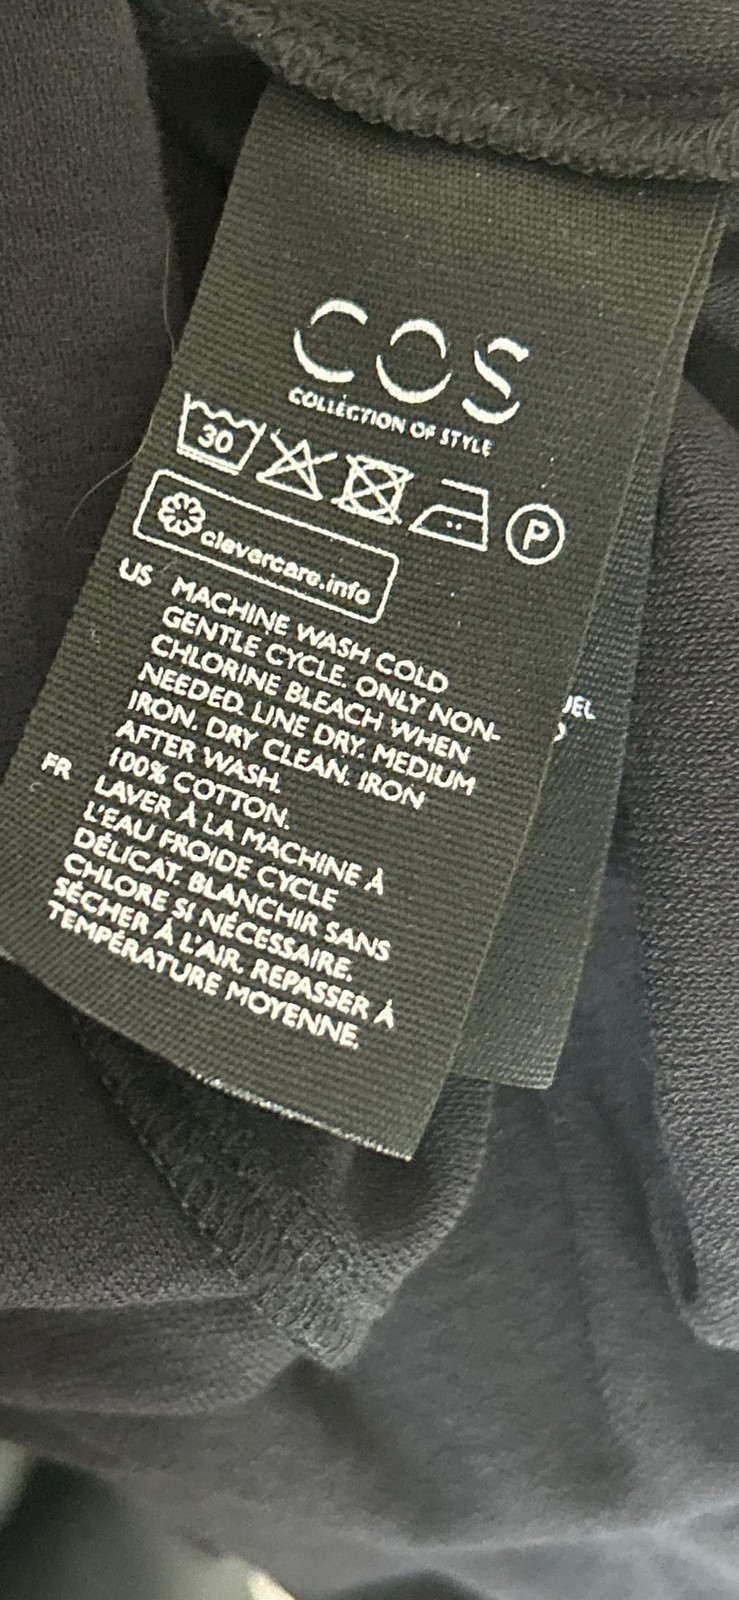 COS
COLLECTION OF STYLE
30
P
clevercare.info
US MACHINE WASH COLD
GENTLE CYCLE. ONLY NON-
CHLORINE BLEACH WHEN
NEEDED. LINE DRY. MEDIUM
IRON. DRY CLEAN. IRON
AFTER WASH.
100% COTTON.
FR LAVER À LA MACHINE À
L'EAU FROIDE CYCLE
DÉLICAT. BLANCHIR SANS
CHLORE SI NÉCESSAIRE.
SÉCHER À L'AIR. REPASSER À
TEMPÉRATURE MOYENNE.